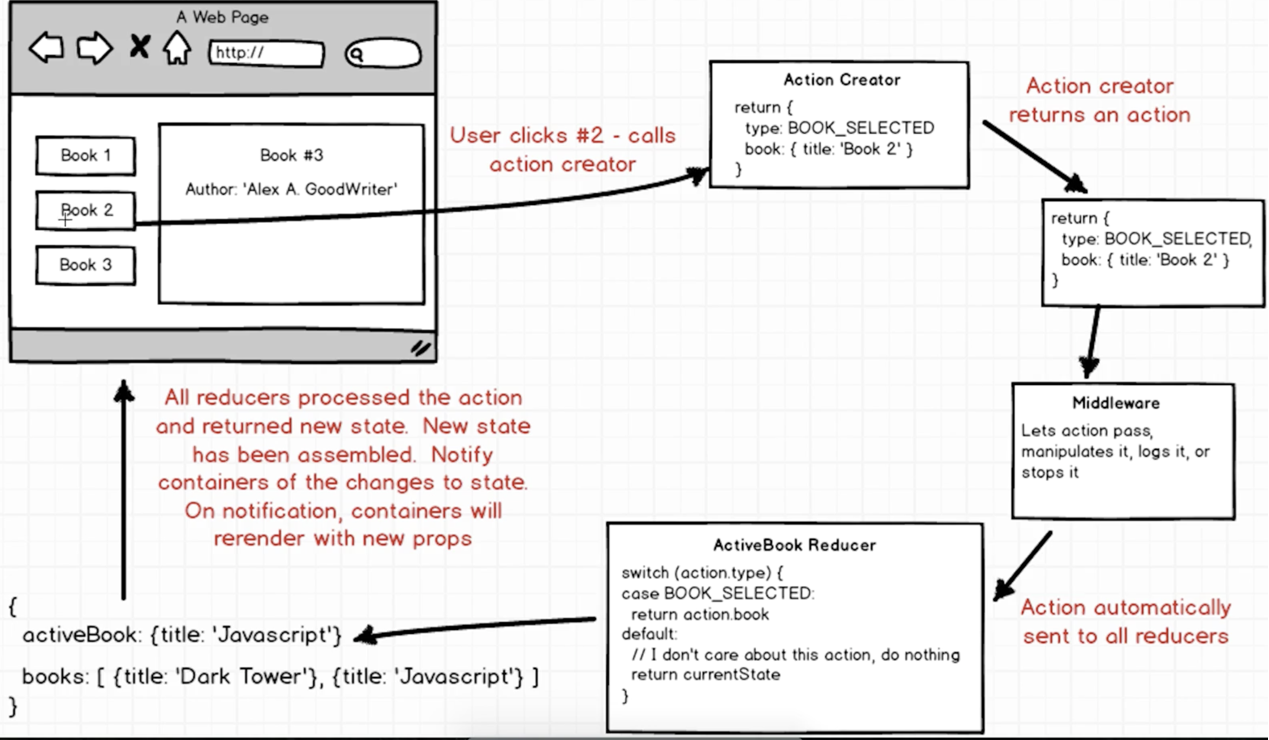 A Web Page
http://
Book 1
Book 2
Book 3
Book #3
Author: 'Alex A. GoodWriter'
User clicks #2 - calls
action creator
Action Creator
return {
type: BOOK_SELECTED
book: { title: 'Book 2' }
}
Action creator
returns an action
return {
type: BOOK_SELECTED,
book: { title: 'Book 2' }
}
Middleware
Lets action pass,
manipulates it, logs it, or
stops it
Action automatically
sent to all reducers
ActiveBook Reducer
switch (action.type) {
case BOOK_SELECTED:
return action.book
default:
// I don't care about this action, do nothing
return currentState
}
{
activeBook: {title: 'Javascript'}
books: [ {title: 'Dark Tower'}, {title: 'Javascript'} ]
}
All reducers processed the action
and returned new state. New state
has been assembled. Notify
containers of the changes to state.
On notification, containers will
rerender with new props